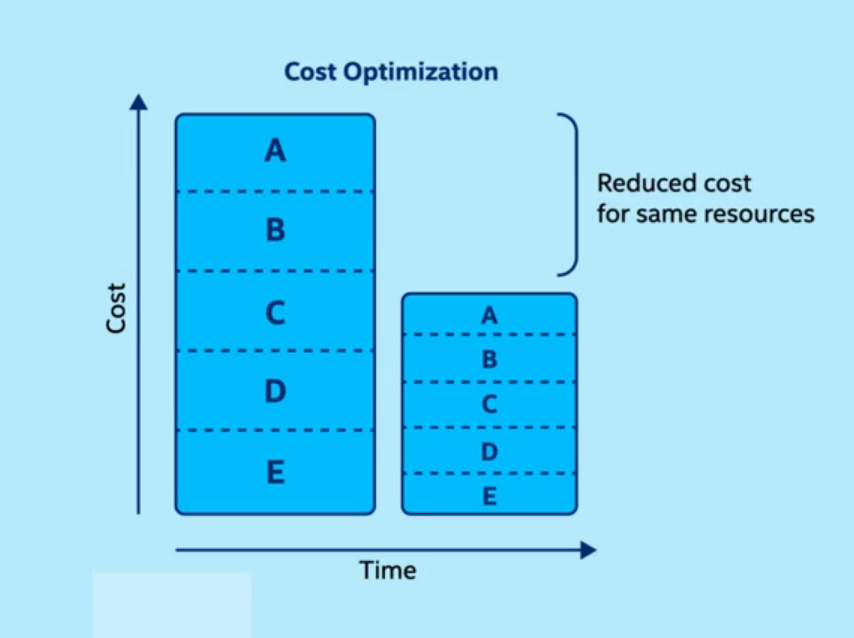 Cost Optimization
A
B
C
D
E
Reduced cost
for same resources
A
B
C
D
E
Cost
Time